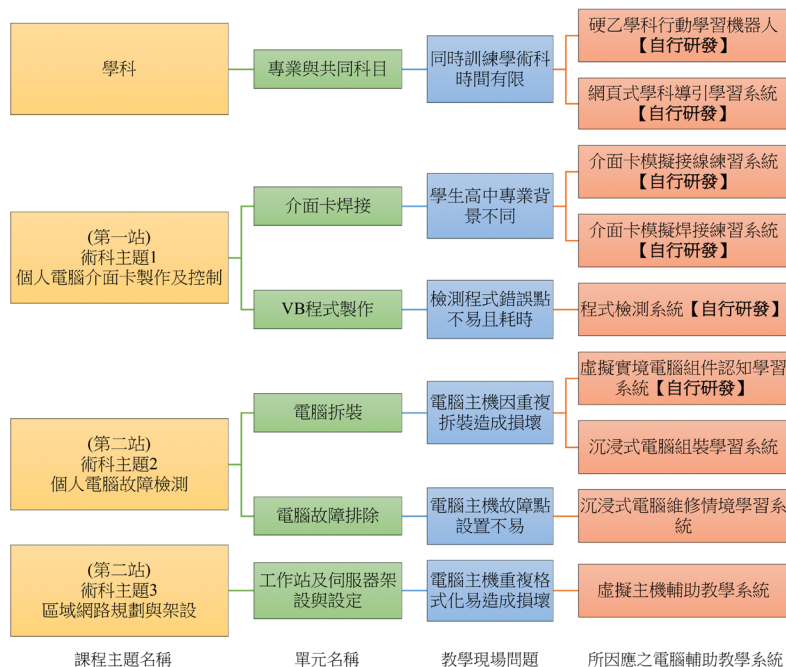 學科
專業與共同科目
同時訓練學術科
時間有限
硬乙學科行動學習機器人
【自行研發】
網頁式學科導引學習系統
【自行研發】
(第一站)
術科主題1
個人電腦介面卡製作及控制
介面卡焊接
學生高中專業背
景不同
介面卡模擬接線練習系統
【自行研發】
介面卡模擬焊接練習系統
【自行研發】
VB程式製作
檢測程式錯誤點
不易且耗時
程式檢測系統【自行研發】
(第二站)
術科主題2
個人電腦故障檢測
電腦拆裝
電腦主機因重複
拆裝造成損壞
虛擬實境電腦組件認知學習
系統【自行研發】
沉浸式電腦組裝學習系統
電腦故障排除
電腦主機故障點
設置不易
沉浸式電腦維修情境學習系
統
(第二站)
術科主題3
區域網路規劃與架設
工作站及伺服器架
設與設定
電腦主機重複格
式化易造成損壞
虛擬主機輔助教學系統
課程主題名稱
單元名稱
教學現場問題
所因應之電腦輔助教學系統